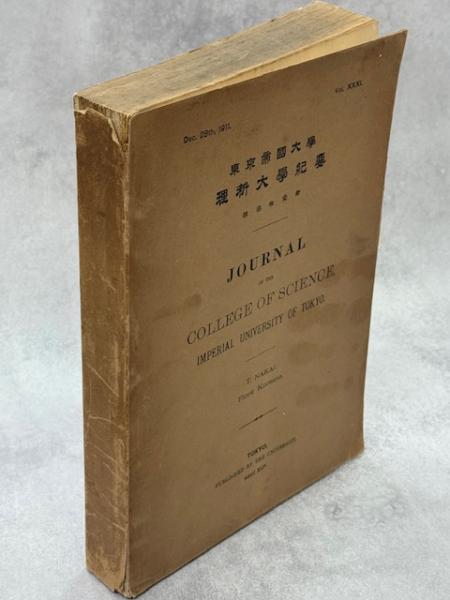 Dec. 28th, 1911.
Vol. XXXI.
東京帝國大學
理科大學紀要
JOURNAL
OF THE
COLLEGE OF SCIENCE,
IMPERIAL UNIVERSITY OF TOKYO.
T. NAKAI:
Flora Koreana.
TOKYO.
PUBLISHED BY THE UNIVERSITY.